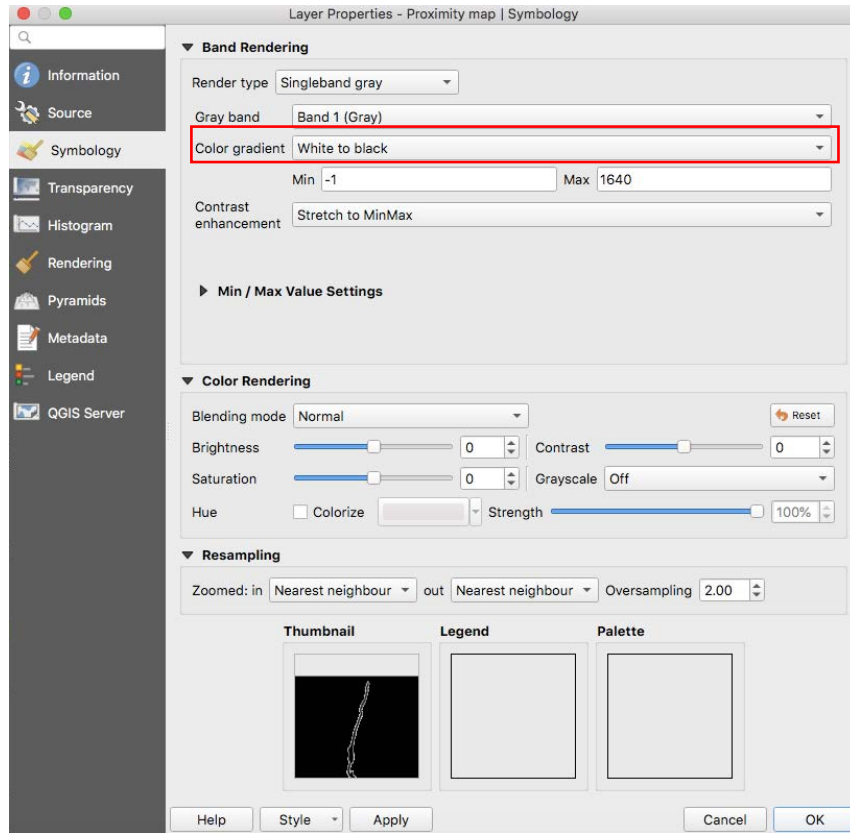 Layer Properties - Proximity map | Symbology
Information
Source
Symbology
Transparency
Histogram
Rendering
Pyramids
Metadata
Legend
QGIS Server
Band Rendering
Render type Singleband gray
Gray band Band 1 (Gray)
Color gradient White to black
Min -1 Max 1640
Contrast
enhancement Stretch to MinMax
Min / Max Value Settings
Color Rendering
Blending mode Normal Reset
Brightness 0 Contrast 0
Saturation 0 Grayscale Off
Hue Colorize Strength 100%
Resampling
Zoomed: in Nearest neighbour out Nearest neighbour Oversampling 2.00
Thumbnail Legend Palette
Help Style Apply Cancel OK